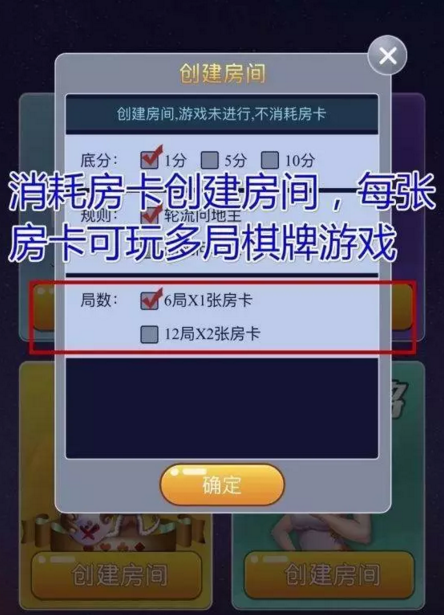 创建房间
创建房间,游戏未进行,不消耗房卡
底分: 1分 5分 10分
消耗房卡创建房间，每张
规则: 轮流问地主
房卡可玩多局棋牌游戏
局数: 6局X1张房卡
12局X2张房卡
确定
创建房间 创建房间